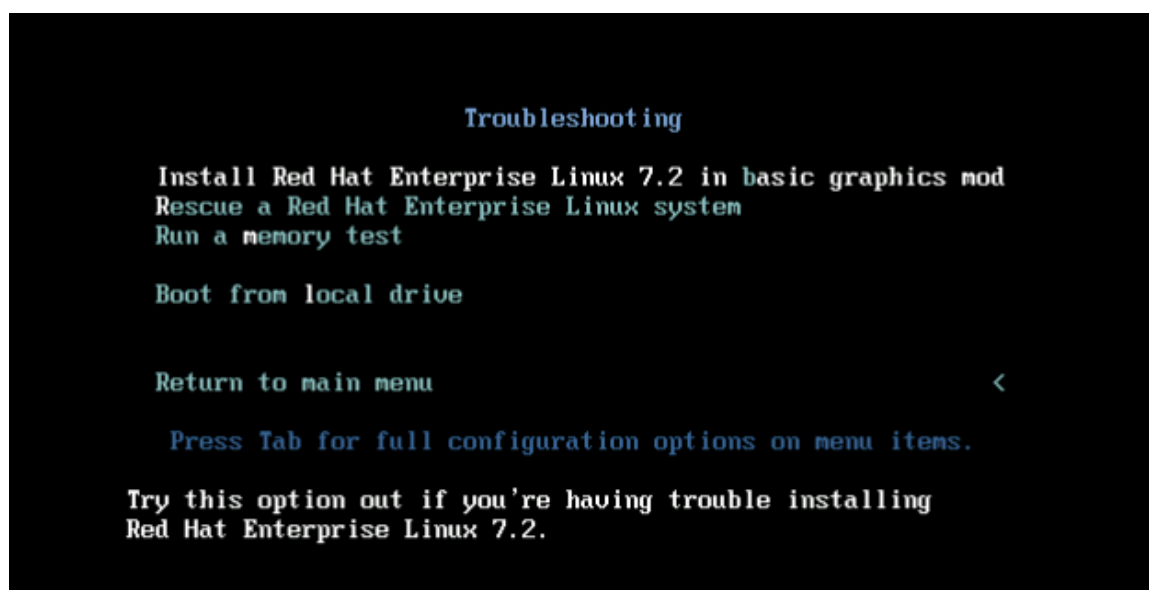 Troubleshooting
Install Red Hat Enterprise Linux 7.2 in basic graphics mod
Rescue a Red Hat Enterprise Linux system
Run a memory test
Boot from local drive
Return to main menu <
Press Tab for full configuration options on menu items.
Try this option out if you're having trouble installing
Red Hat Enterprise Linux 7.2.